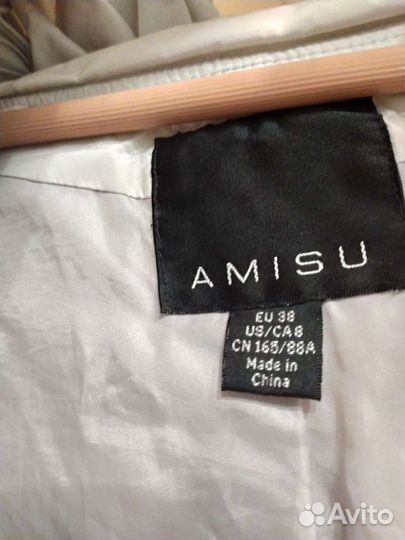 AMISU
EU 38
US/CA 8
CN 165/88A
Made in
China
Avito